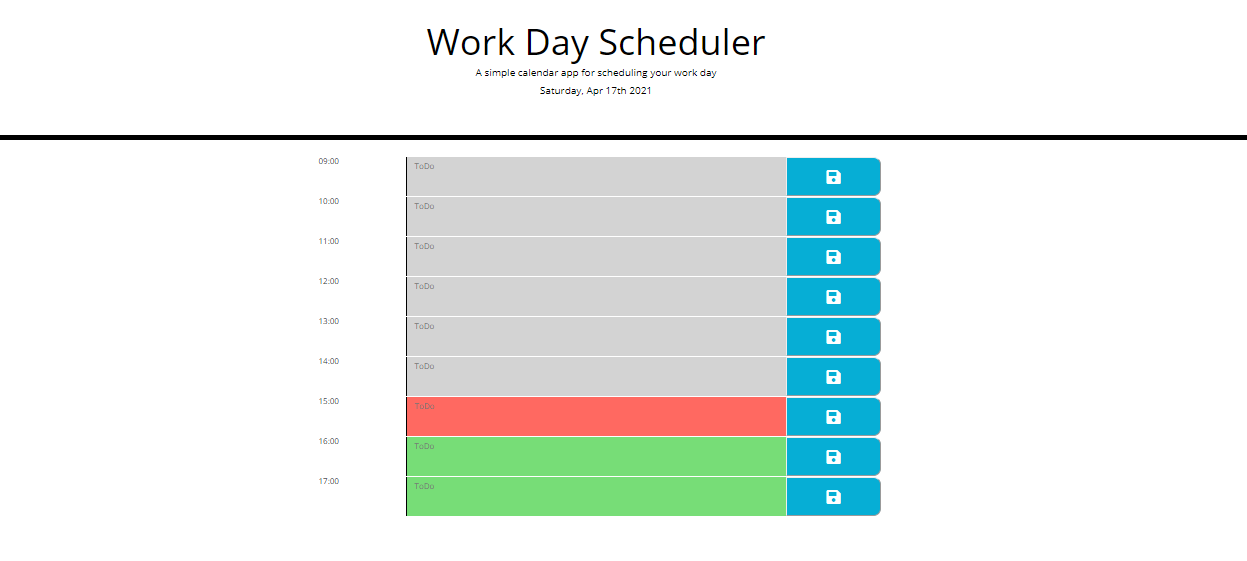 Work Day Scheduler
A simple calendar app for scheduling your work day
Saturday, Apr 17th 2021
09:00 ToDo
10:00 ToDo
11:00 ToDo
12:00 ToDo
13:00 ToDo
14:00 ToDo
15:00 ToDo
16:00 ToDo
17:00 ToDo